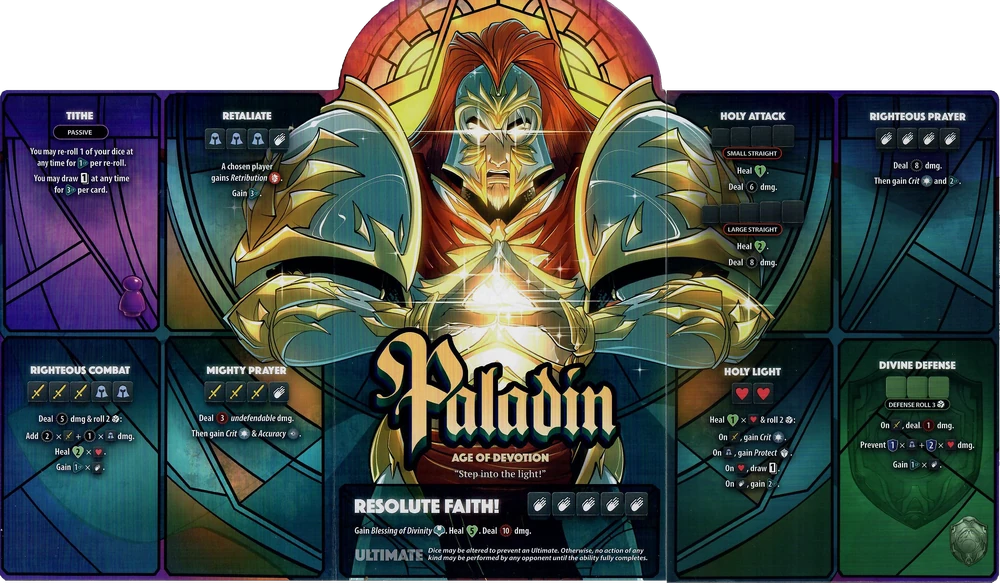 TITHE
PASSIVE
You may re-roll 1 of your dice at
any time for 1 per re-roll.
You may draw 1 at any time
for 3 per card.
RETALIATE
A chosen player
gains Retribution.
Gain 3.
HOLY ATTACK
SMALL STRAIGHT
Heal 1.
Deal 6 dmg.
LARGE STRAIGHT
Heal 2.
Deal 8 dmg.
RIGHTEOUS PRAYER
Deal 8 dmg.
Then gain Crit and 2.
RIGHTEOUS COMBAT
Deal 5 dmg & roll 2:
Add 2 × + 1 × dmg.
Heal 2 × .
Gain 1 × .
MIGHTY PRAYER
Deal 3 undefendable dmg.
Then gain Crit & Accuracy.
Paladin
AGE OF DEVOTION
"Step into the light!"
RESOLUTE FAITH!
Gain Blessing of Divinity. Heal 5. Deal 10 dmg.
ULTIMATE
Dice may be altered to prevent an Ultimate. Otherwise, no action of any
kind may be performed by any opponent until the ability fully completes.
HOLY LIGHT
Heal 1 × & roll 2:
On , gain Crit.
On , gain Protect.
On , draw 1.
On , gain 2.
DIVINE DEFENSE
DEFENSE ROLL 3
On , deal 1 dmg.
Prevent 1 × + 2 × dmg.
Gain 1 × .